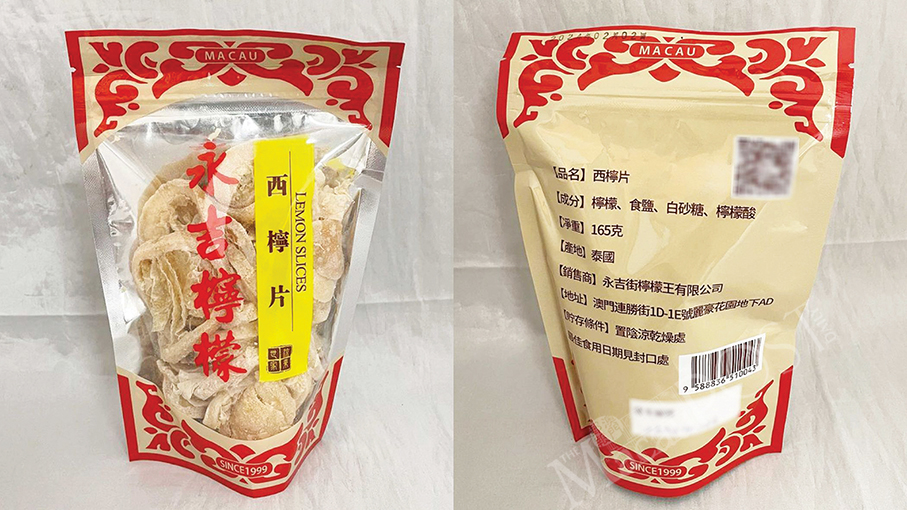 MACAU
永吉檸檬
西檸片
LEMON SLICES
SINCE1999
MACAU
【品名】西檸片
【成分】檸檬、食鹽、白砂糖、檸檬酸
【淨重】165克
【產地】泰國
【銷售商】永吉街檸檬王有限公司
【地址】澳門連勝街1D-1E號麗豪花園地下AD
【貯存條件】置陰涼乾燥處
佳食用日期見封口處
9 588836 510043
SINCE1999